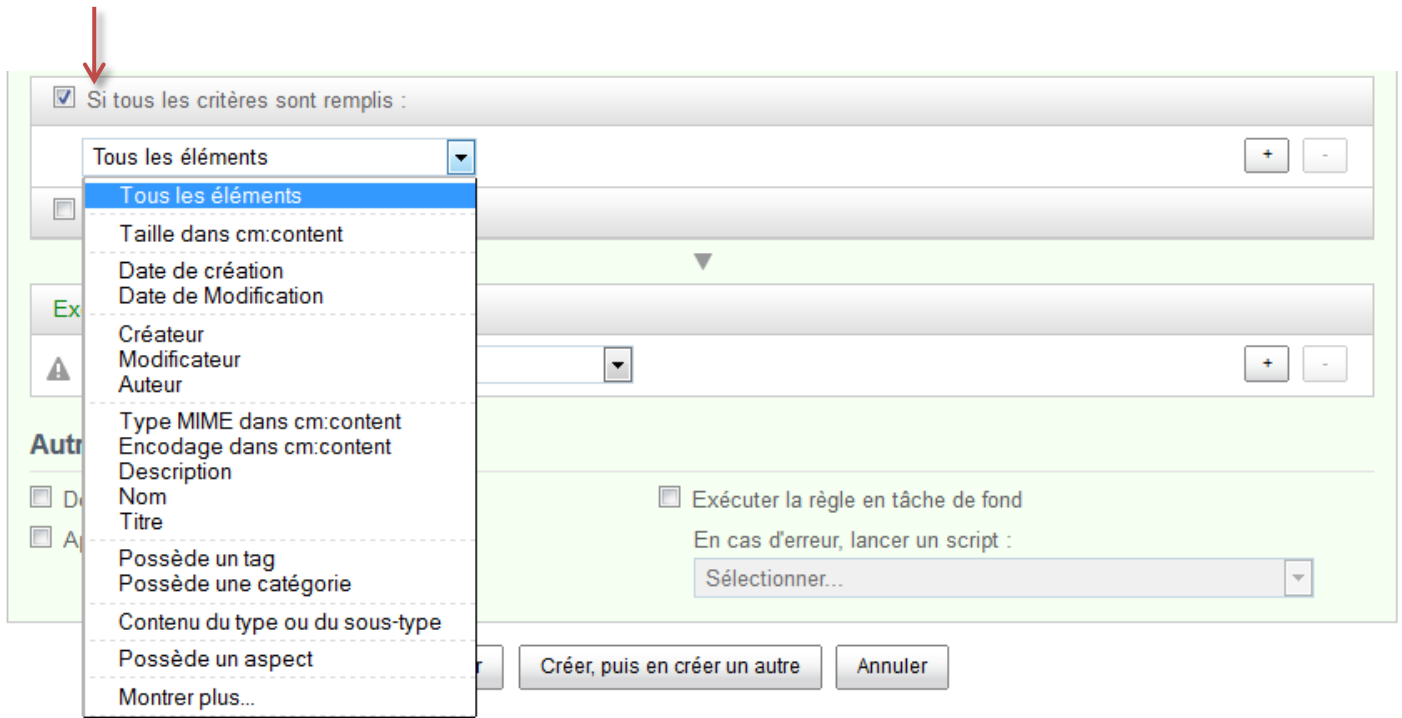 Si tous les critères sont remplis :
Tous les éléments
+ -
Tous les éléments
Taille dans cm:content
Date de création
Date de Modification
Créateur
Modificateur
Auteur
Type MIME dans cm:content
Encodage dans cm:content
Description
Nom
Titre
Possède un tag
Possède une catégorie
Contenu du type ou du sous-type
Possède un aspect
Montrer plus...
Ex
+ -
Autr
Exécuter la règle en tâche de fond
En cas d'erreur, lancer un script :
Sélectionner...
Créer, puis en créer un autre
Annuler